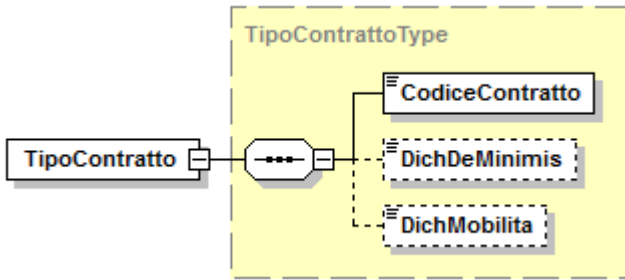 TipoContrattoType
CodiceContratto
TipoContratto
DichDeMinimis
DichMobilita